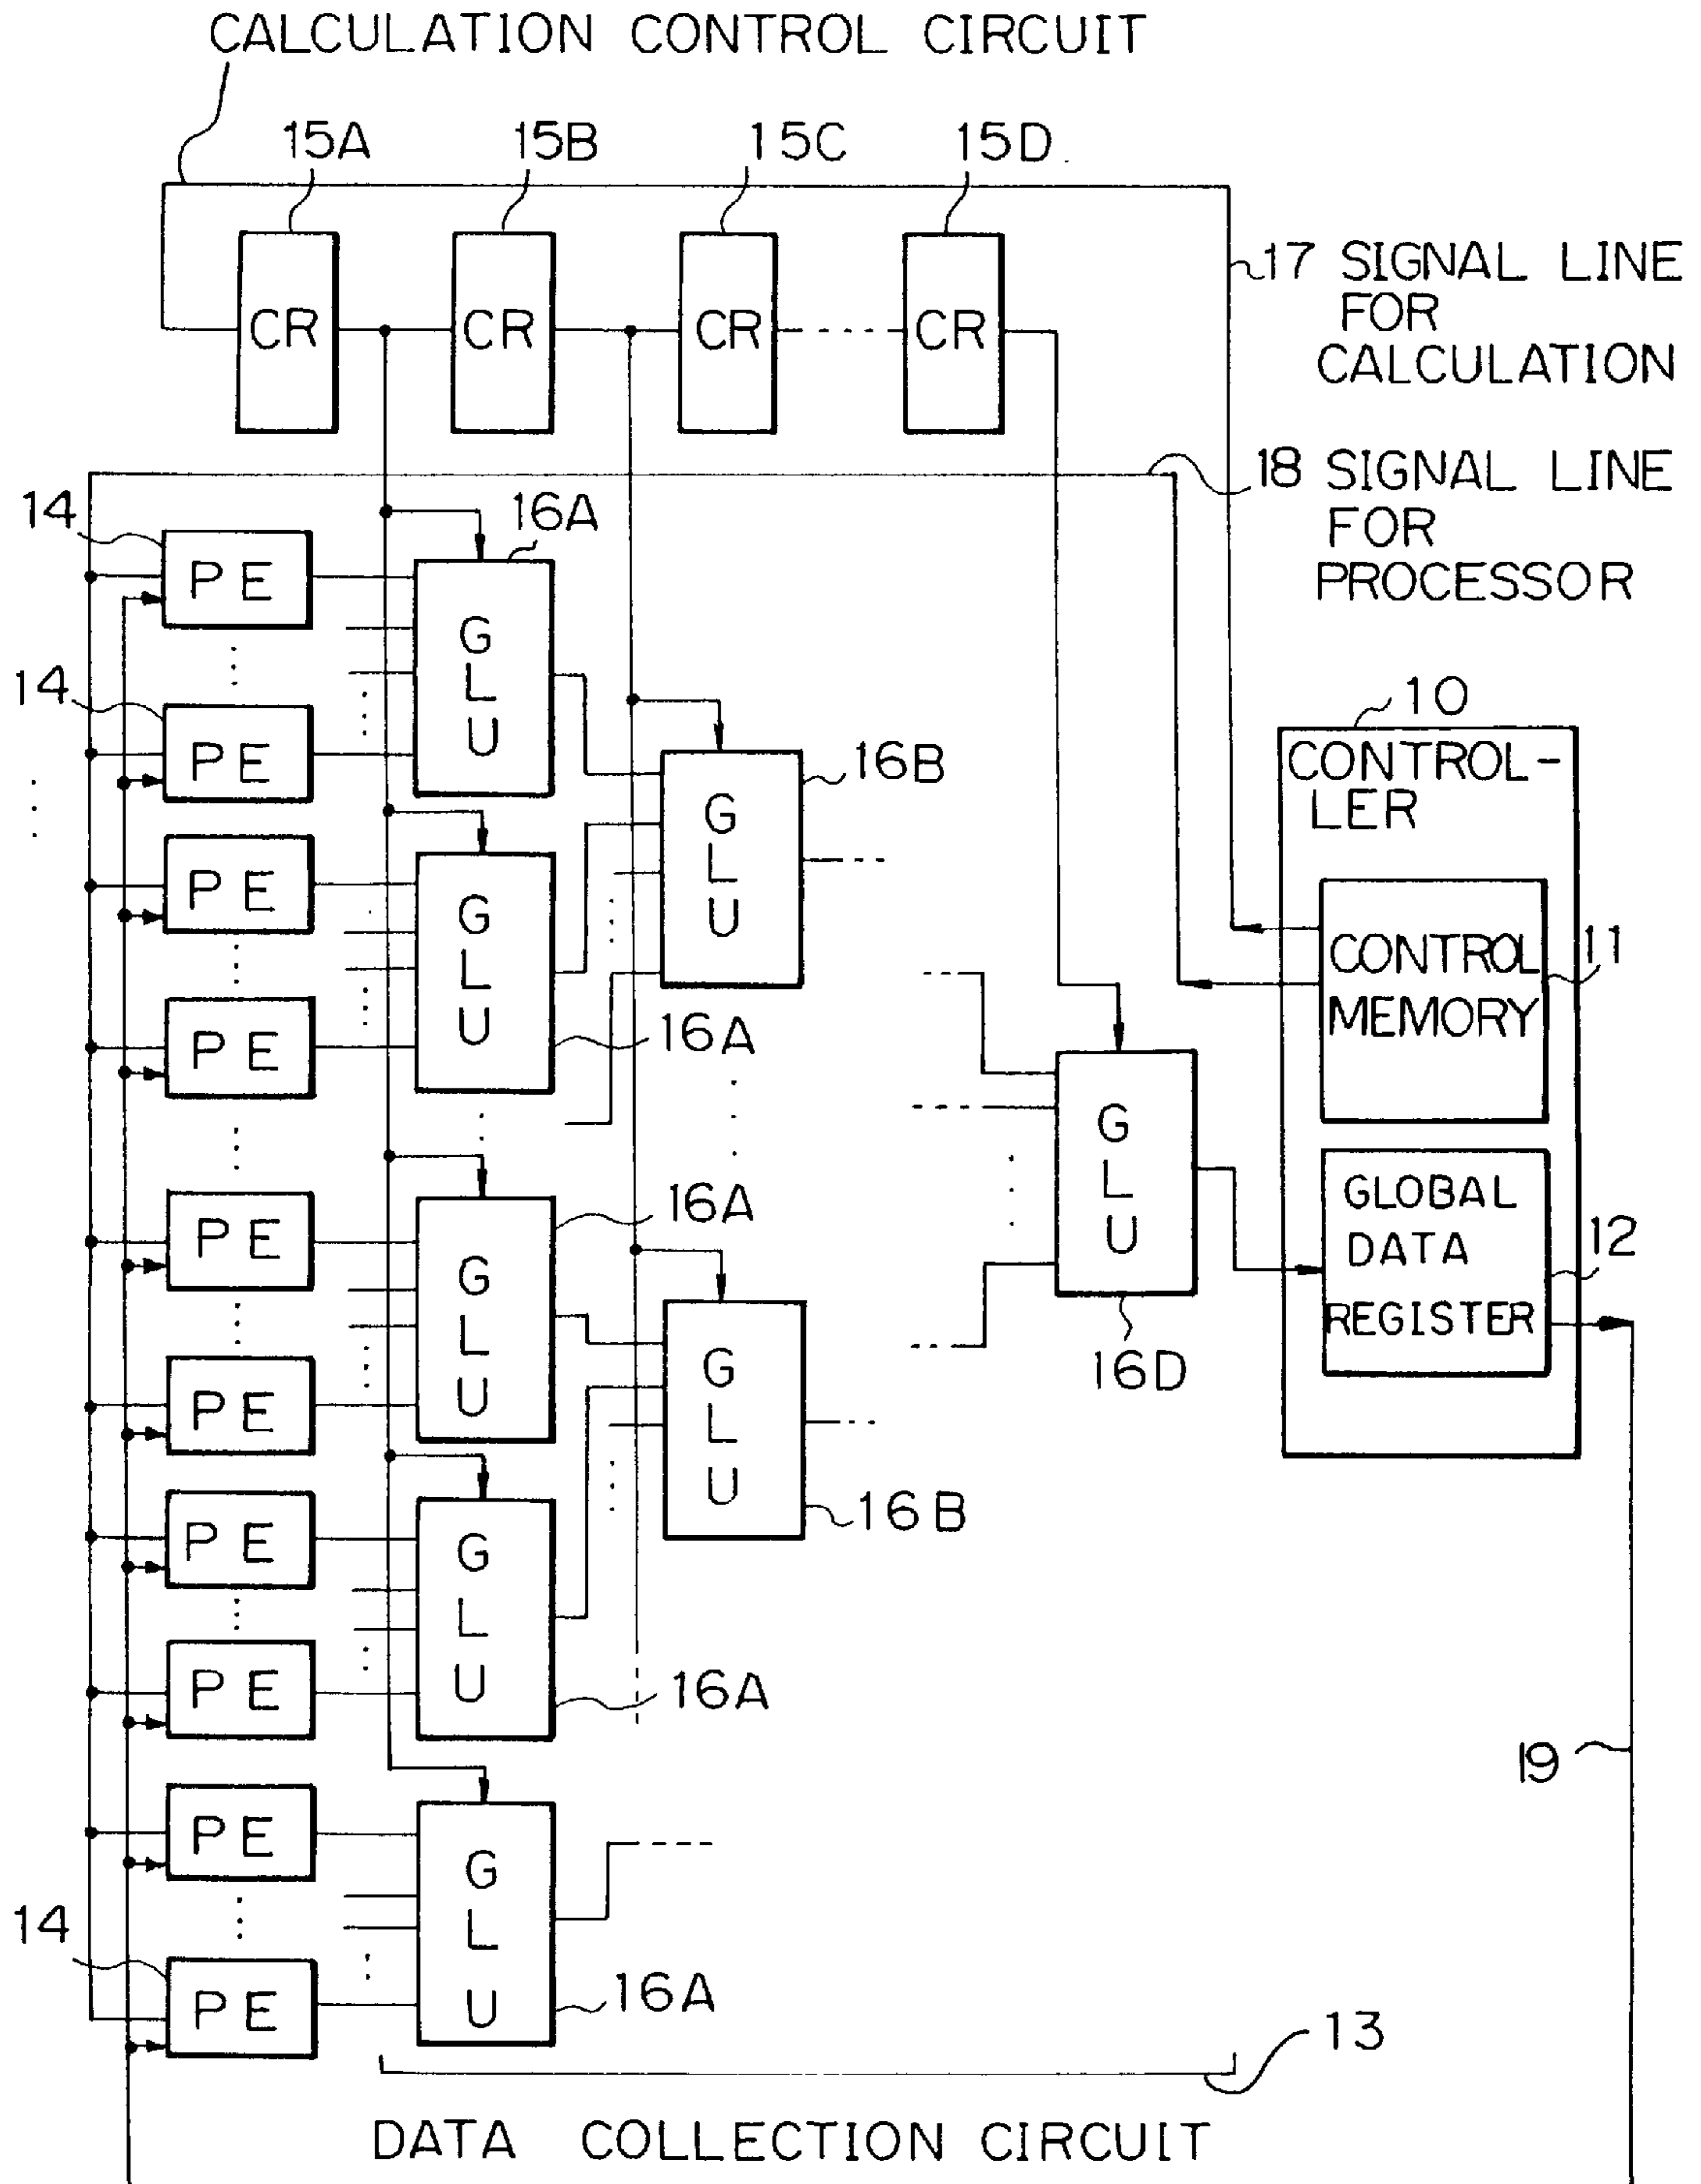 CALCULATION CONTROL CIRCUIT
15A 15B 15C 15D
CR CR CR CR
17 SIGNAL LINE
FOR
CALCULATION
18 SIGNAL LINE
FOR
PROCESSOR
14
PE
16A
GLU
14
PE
16B
GLU
PE
GLU
PE
16A
10
CONTROL-
LER
CONTROL
MEMORY
11
GLU
16D
GLOBAL
DATA
REGISTER
12
PE
16A
GLU
PE
GLU
16B
PE
GLU
PE
16A
19
PE
GLU
14
PE
16A
13
DATA COLLECTION CIRCUIT